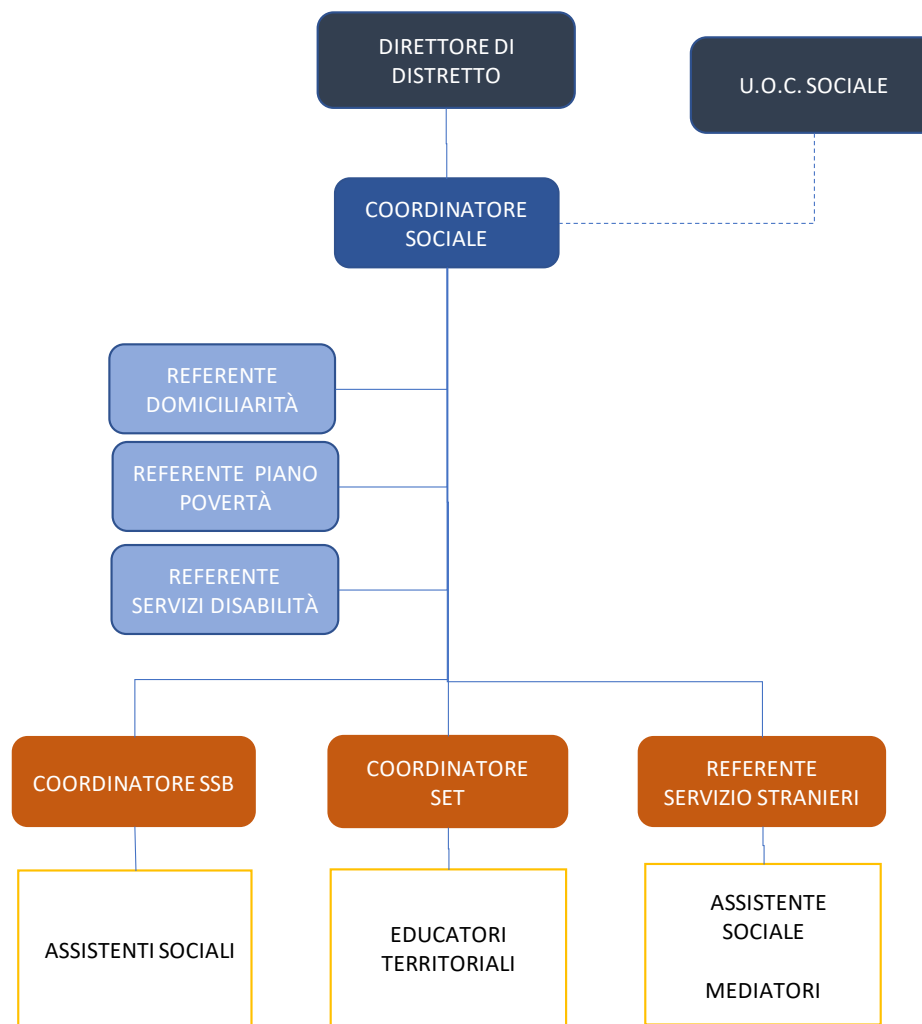 DIRETTORE DI
DISTRETTO
U.O.C. SOCIALE
COORDINATORE
SOCIALE
REFERENTE
DOMICILIARITÀ
REFERENTE PIANO
POVERTÀ
REFERENTE
SERVIZI DISABILITÀ
COORDINATORE SSB
COORDINATORE
SET
REFERENTE
SERVIZIO STRANIERI
ASSISTENTI SOCIALI
EDUCATORI
TERRITORIALI
ASSISTENTE
SOCIALE
MEDIATORI